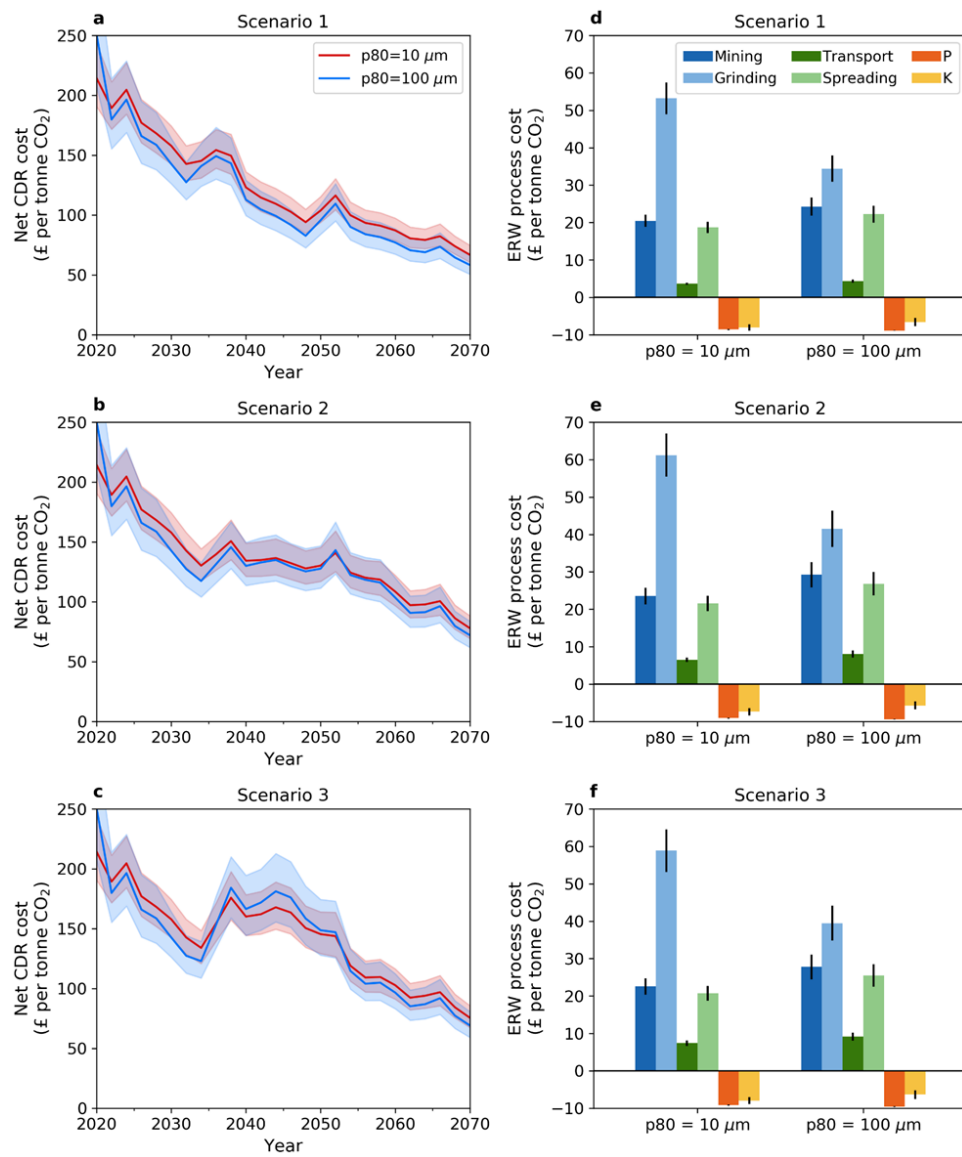 a
Scenario 1
250
200
150
100
50
0
Net CDR cost
(£ per tonne CO₂)
p80=10 μm
p80=100 μm
2020 2030 2040 2050 2060 2070
Year
d
Scenario 1
70
60
50
40
30
20
10
0
−10
ERW process cost
(£ per tonne CO₂)
Mining Transport P
Grinding Spreading K
p80 = 10 μm p80 = 100 μm
b
Scenario 2
250
200
150
100
50
0
Net CDR cost
(£ per tonne CO₂)
2020 2030 2040 2050 2060 2070
Year
e
Scenario 2
70
60
50
40
30
20
10
0
−10
ERW process cost
(£ per tonne CO₂)
p80 = 10 μm p80 = 100 μm
c
Scenario 3
250
200
150
100
50
0
Net CDR cost
(£ per tonne CO₂)
2020 2030 2040 2050 2060 2070
Year
f
Scenario 3
70
60
50
40
30
20
10
0
−10
ERW process cost
(£ per tonne CO₂)
p80 = 10 μm p80 = 100 μm